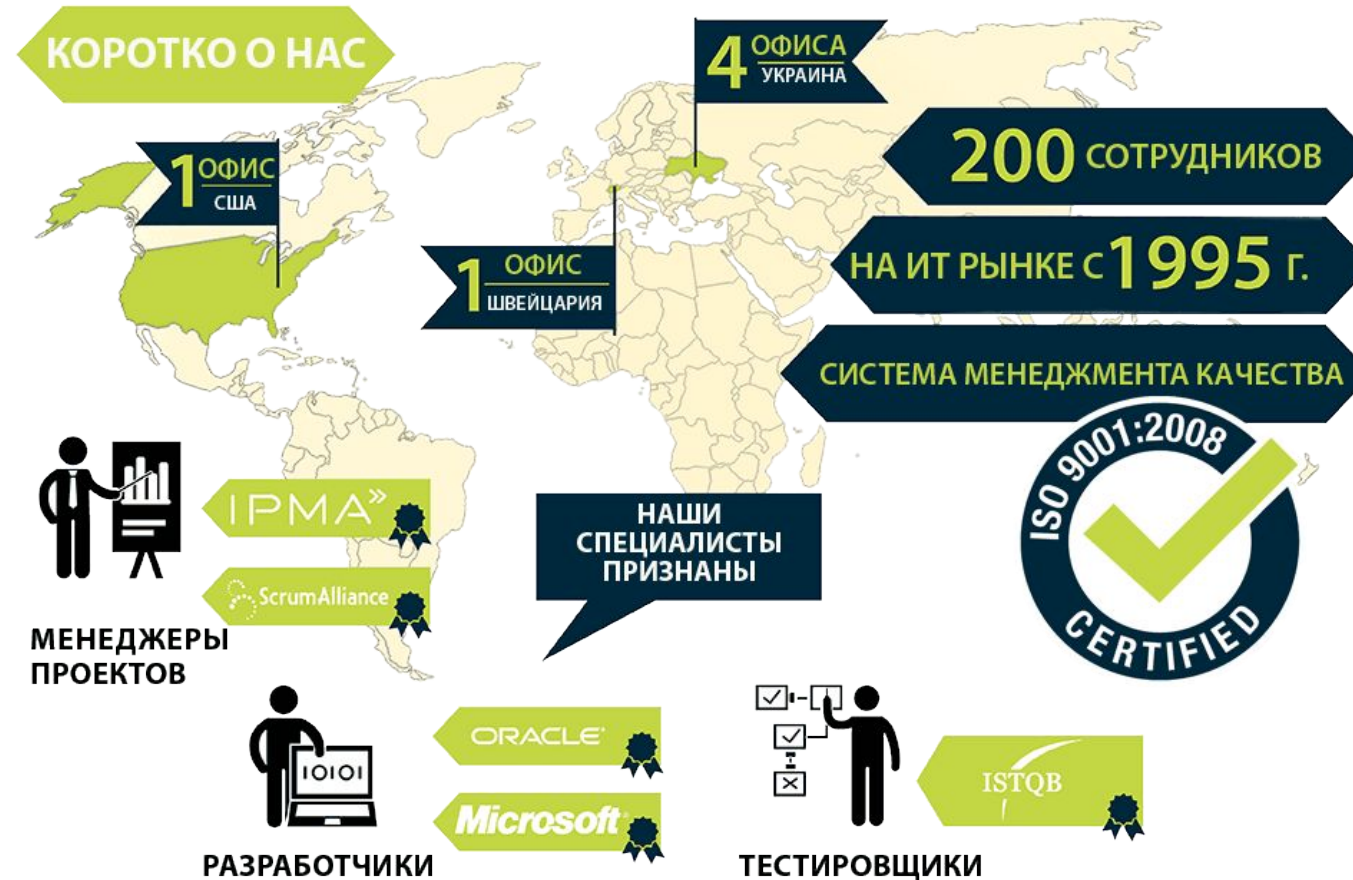 КОРОТКО О НАС
4 ОФИСА
УКРАИНА
1 ОФИС
США
200 СОТРУДНИКОВ
1 ОФИС
ШВЕЙЦАРИЯ
НА ИТ РЫНКЕ С 1995 г.
СИСТЕМА МЕНЕДЖМЕНТА КАЧЕСТВА
ISO 9001:2008
CERTIFIED
IPMA»
ScrumAlliance
МЕНЕДЖЕРЫ
ПРОЕКТОВ
НАШИ
СПЕЦИАЛИСТЫ
ПРИЗНАНЫ
10101
ORACLE
Microsoft
РАЗРАБОТЧИКИ
ISTQB
ТЕСТИРОВЩИКИ